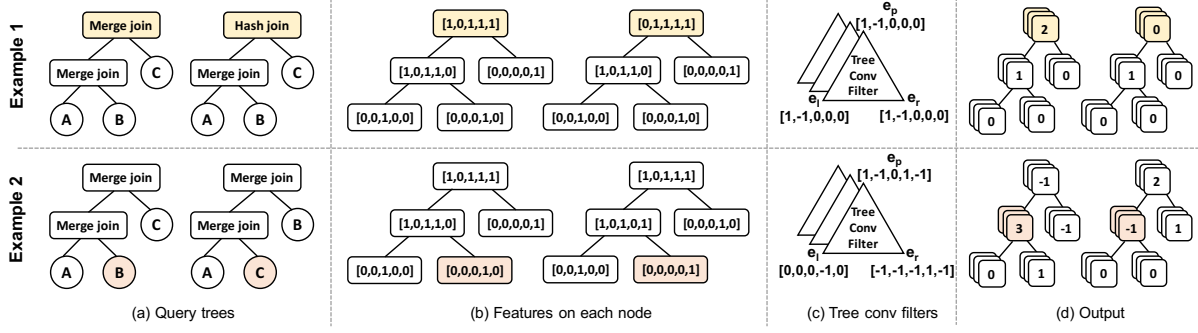 Example 1
Merge join
Merge join
C
A
B
Hash join
Merge join
C
A
B
[1,0,1,1,1]
[1,0,1,1,0]
[0,0,0,0,1]
[0,0,1,0,0]
[0,0,0,1,0]
[0,1,1,1,1]
[1,0,1,1,0]
[0,0,0,0,1]
[0,0,1,0,0]
[0,0,0,1,0]
e_p
[1,-1,0,0,0]
Tree
Conv
Filter
e_l
e_r
[1,-1,0,0,0]
[1,-1,0,0,0]
2
1
0
0
0
0
1
0
0
0
Example 2
Merge join
Merge join
C
A
B
Merge join
Merge join
B
A
C
[1,0,1,1,1]
[1,0,1,1,0]
[0,0,0,0,1]
[0,0,1,0,0]
[0,0,0,1,0]
[1,0,1,1,1]
[1,0,1,0,1]
[0,0,0,1,0]
[0,0,1,0,0]
[0,0,0,0,1]
e_p
[1,-1,0,1,-1]
Tree
Conv
Filter
e_l
e_r
[0,0,0,-1,0]
[-1,-1,-1,1,-1]
-1
3
-1
0
1
2
-1
1
0
0
(a) Query trees
(b) Features on each node
(c) Tree conv filters
(d) Output